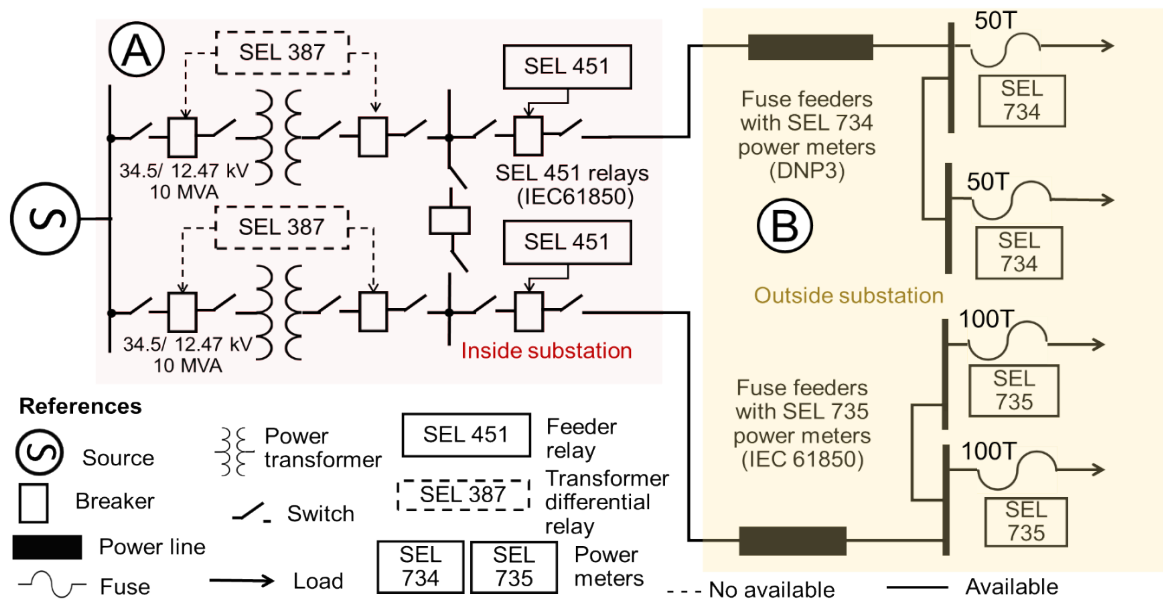 A
SEL 387
SEL 451
34.5/ 12.47 kV
10 MVA
SEL 451 relays
(IEC61850)
S
SEL 387
SEL 451
34.5/ 12.47 kV
10 MVA
Inside substation
50T
SEL
734
Fuse feeders
with SEL 734
power meters
(DNP3)
50T
SEL
734
B
Outside substation
100T
SEL
735
Fuse feeders
with SEL 735
power meters
(IEC 61850)
100T
SEL
735
References
S
Source
Power
transformer
SEL 451
Feeder
relay
Breaker
Switch
SEL 387
Transformer
differential
relay
Power line
Fuse
Load
SEL
734
SEL
735
Power
meters
No available
Available